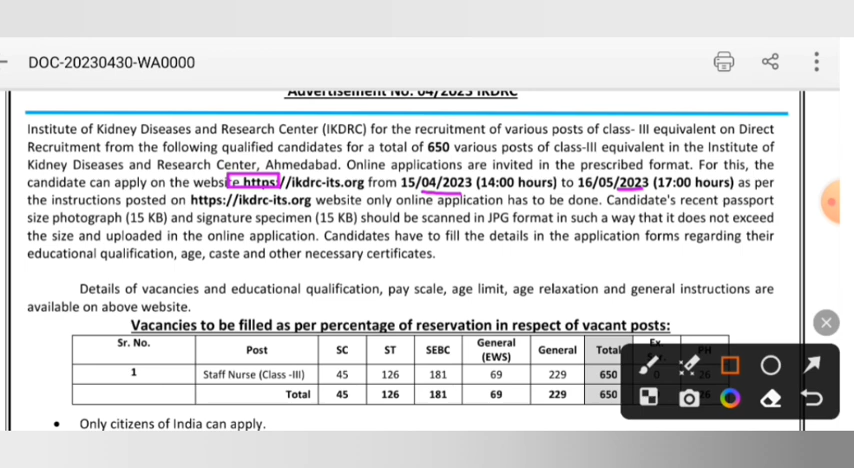 DOC-20230430-WA0000
Advertisement No. 04/2023 IKDRC
Institute of Kidney Diseases and Research Center (IKDRC) for the recruitment of various posts of class- III equivalent on Direct
Recruitment from the following qualified candidates for a total of 650 various posts of class-III equivalent in the Institute of
Kidney Diseases and Research Center, Ahmedabad. Online applications are invited in the prescribed format. For this, the
candidate can apply on the website https://ikdrc-its.org from 15/04/2023 (14:00 hours) to 16/05/2023 (17:00 hours) as per
the instructions posted on https://ikdrc-its.org website only online application has to be done. Candidate's recent passport
size photograph (15 KB) and signature specimen (15 KB) should be scanned in JPG format in such a way that it does not exceed
the size and uploaded in the online application. Candidates have to fill the details in the application forms regarding their
educational qualification, age, caste and other necessary certificates.
Details of vacancies and educational qualification, pay scale, age limit, age relaxation and general instructions are
available on above website.
Vacancies to be filled as per percentage of reservation in respect of vacant posts:
Sr. No. Post SC ST SEBC General (EWS) General Total Ex. PH
1 Staff Nurse (Class -III) 45 126 181 69 229 650 0 26
Total 45 126 181 69 229 650 26
• Only citizens of India can apply.